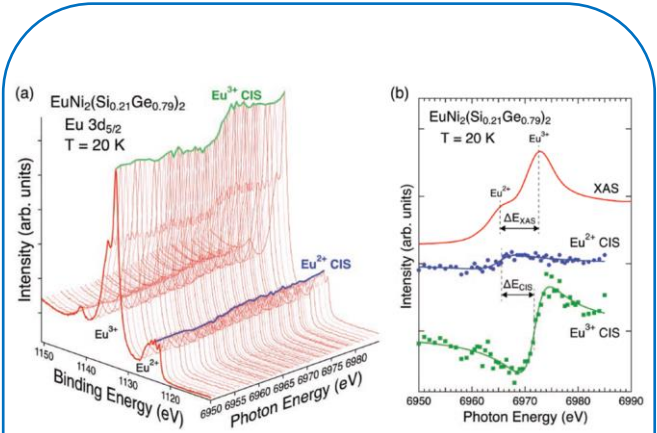 (a)
EuNi₂(Si₀.₂₁Ge₀.₇₉)₂
Eu 3d₅/₂
T = 20 K
Eu³⁺ CIS
Eu²⁺ CIS
Eu³⁺
Eu²⁺
Intensity (arb. units)
1150
1140
1130
1120
Binding Energy (eV)
6950
6955
6960
6965
6970
6975
6980
Photon Energy (eV)
(b)
EuNi₂(Si₀.₂₁Ge₀.₇₉)₂
T = 20 K
Eu³⁺
Eu²⁺
XAS
ΔE_XAS
Eu²⁺ CIS
ΔE_CIS
Eu³⁺ CIS
Intensity (arb. units)
6950 6960 6970 6980 6990
Photon Energy (eV)